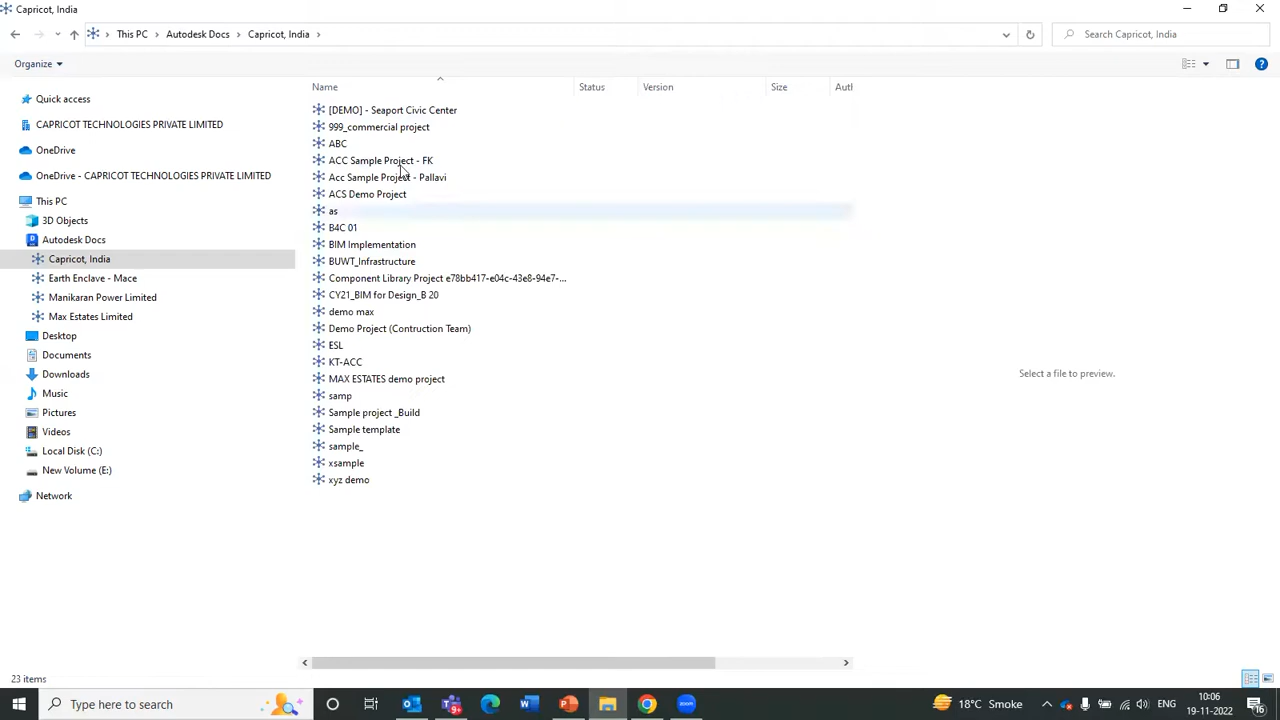 Capricot, India
This PC
Autodesk Docs
Capricot, India
Search Capricot, India
Organize
Name
Status
Version
Size
Auth
Quick access
CAPRICOT TECHNOLOGIES PRIVATE LIMITED
OneDrive
OneDrive - CAPRICOT TECHNOLOGIES PRIVATE LIMITED
This PC
3D Objects
Autodesk Docs
Capricot, India
Earth Enclave - Mace
Manikaran Power Limited
Max Estates Limited
Desktop
Documents
Downloads
Music
Pictures
Videos
Local Disk (C:)
New Volume (E:)
Network
[DEMO] - Seaport Civic Center
999_commercial project
ABC
ACC Sample Project - FK
Acc Sample Project - Pallavi
ACS Demo Project
as
B4C 01
BIM Implementation
BUWT_Infrastructure
Component Library Project e78bb417-e04c-43e8-94e7-...
CY21_BIM for Design_B 20
demo max
Demo Project (Contruction Team)
ESL
KT-ACC
MAX ESTATES demo project
samp
Sample project _Build
Sample template
sample_
xsample
xyz demo
Select a file to preview.
23 items
Type here to search
18°C Smoke
ENG
10:06
19-11-2022
16